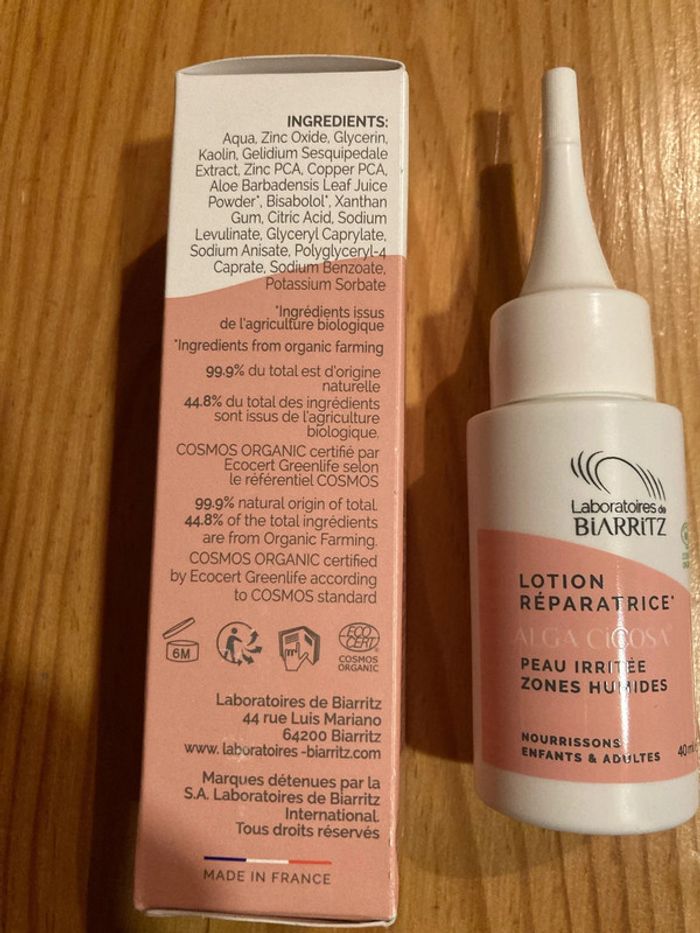 INGREDIENTS:
Aqua, Zinc Oxide, Glycerin,
Kaolin, Gelidium Sesquipedale
Extract, Zinc PCA, Copper PCA,
Aloe Barbadensis Leaf Juice
Powder*, Bisabolol*, Xanthan
Gum, Citric Acid, Sodium
Levulinate, Glyceryl Caprylate,
Sodium Anisate, Polyglyceryl-4
Caprate, Sodium Benzoate,
Potassium Sorbate
*Ingrédients issus
de l'agriculture biologique
*Ingredients from organic farming
99.9% du total est d'origine
naturelle
44.8% du total des ingrédients
sont issus de l'agriculture
biologique.
COSMOS ORGANIC certifié par
Ecocert Greenlife selon
le référentiel COSMOS
99.9% natural origin of total.
44.8% of the total ingrédients
are from Organic Farming.
COSMOS ORGANIC certified
by Ecocert Greenlife according
to COSMOS standard
6M
ECO
CERT
COSMOS
ORGANIC
Laboratoires de Biarritz
44 rue Luis Mariano
64200 Biarritz
www. laboratoires -biarritz.com
Marques détenues par la
S.A. Laboratoires de Biarritz
International.
Tous droits réservés
MADE IN FRANCE
Laboratoires de
BiARRiTZ
LOTION
RÉPARATRICE*
ALGA CiCOSA
PEAU IRRITÉE
ZONES HUMIDES
NOURRISSONS
ENFANTS & ADULTES
40 m